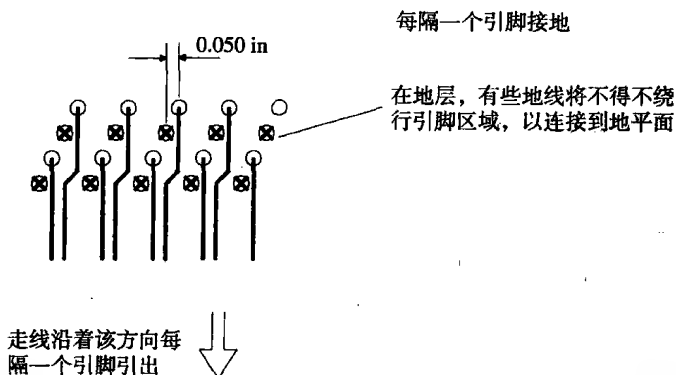 每隔一个引脚接地
0.050 in
在地层，有些地线将不得不绕
行引脚区域，以连接到地平面
走线沿着该方向每
隔一个引脚引出